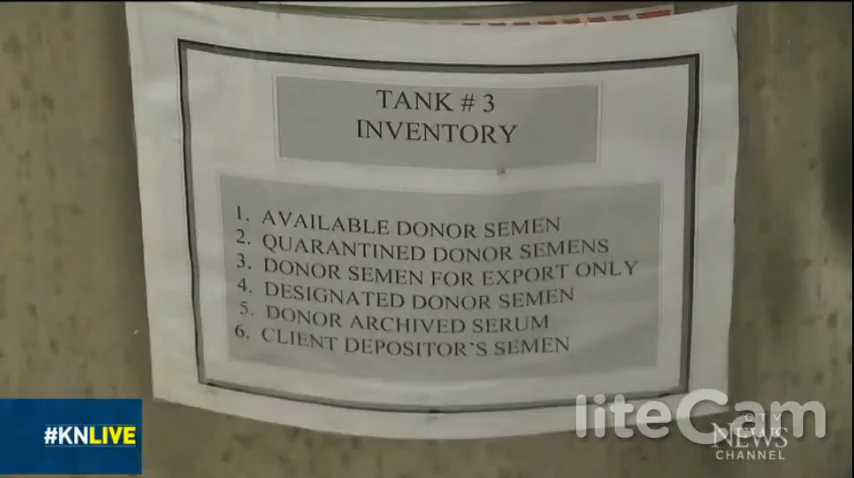 TANK # 3
INVENTORY
1. AVAILABLE DONOR SEMEN
2. QUARANTINED DONOR SEMENS
3. DONOR SEMEN FOR EXPORT ONLY
4. DESIGNATED DONOR SEMEN
5. DONOR ARCHIVED SERUM
6. CLIENT DEPOSITOR'S SEMEN
#KNLIVE
liteCam
CTV
NEWS
CHANNEL